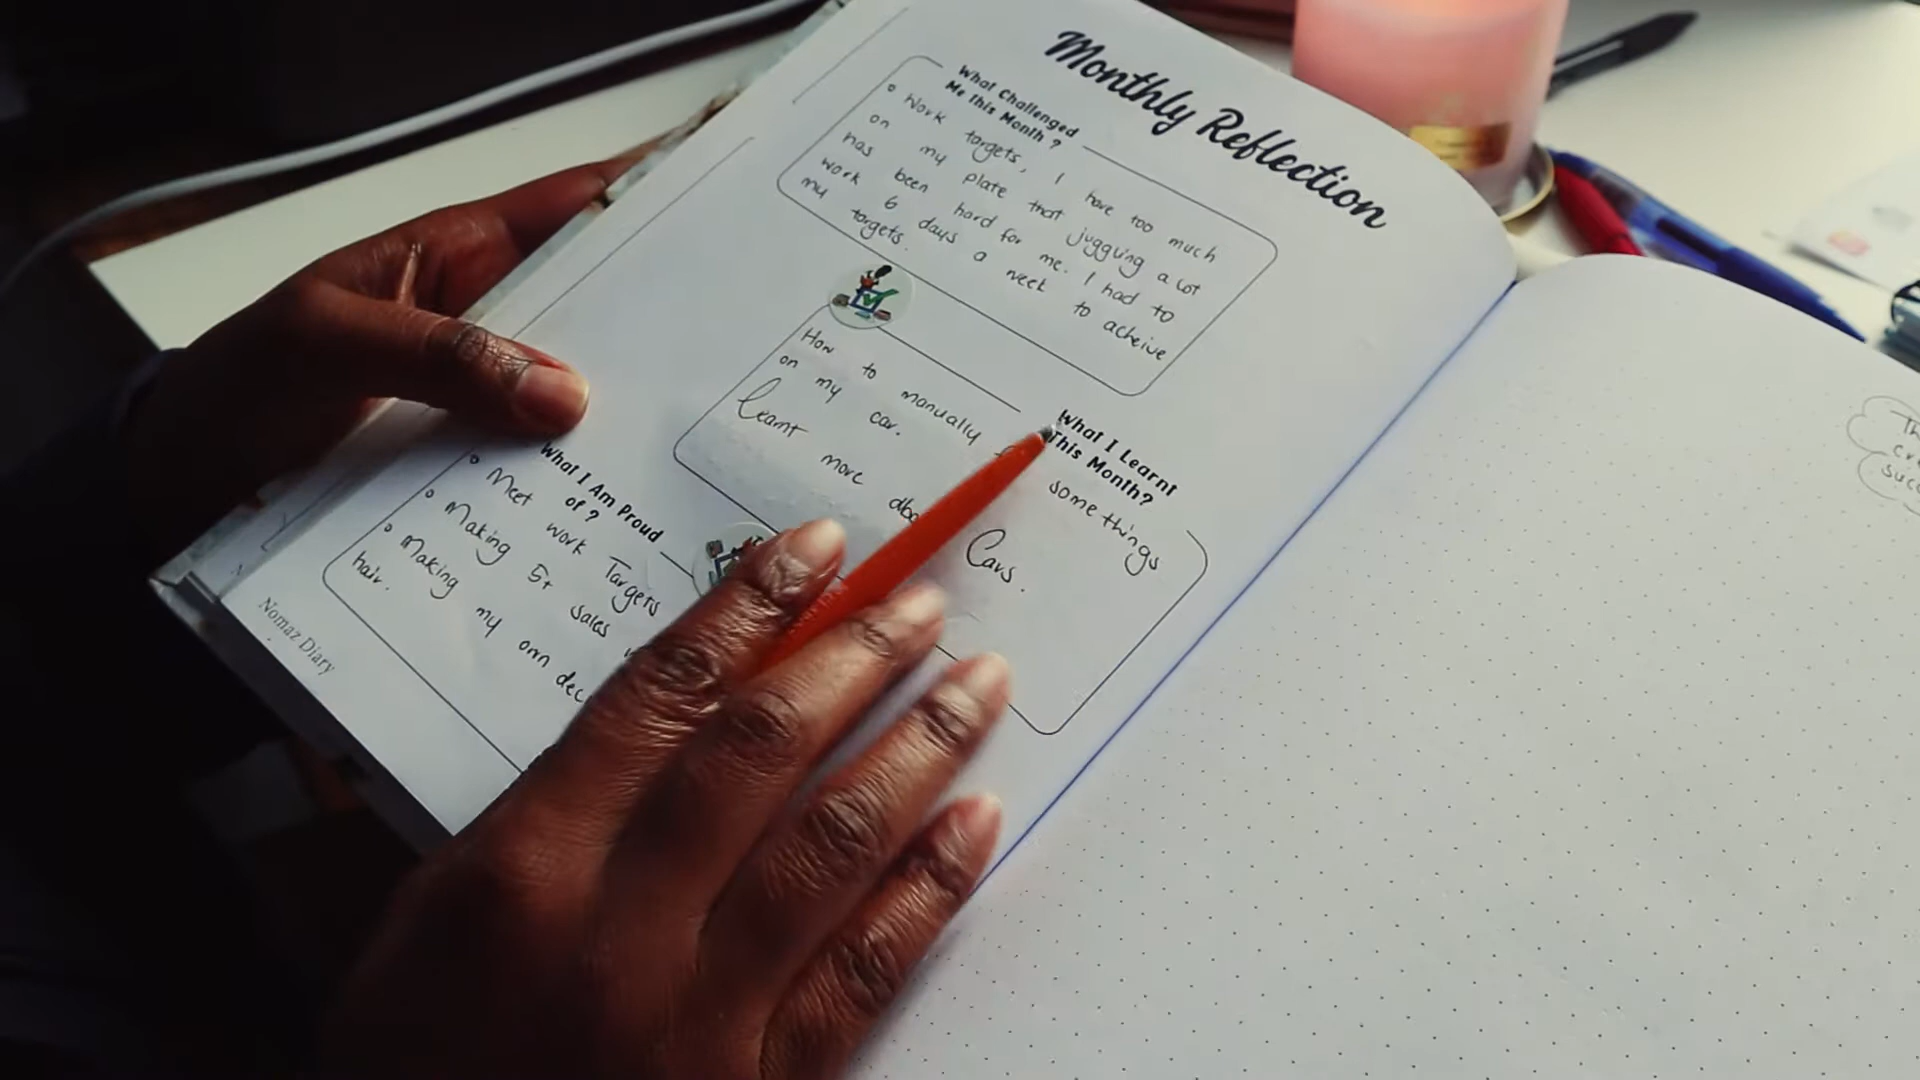 Monthly Reflection
What Challenged
Me this Month ?
Work targets, I have too much
on my plate that juggling a lot
has been hard for me. I had to
work 6 days a week to acheive
my targets.
What I Learnt
This Month?
How to manually some things
on my car.
Learnt more Cars.
What I Am Proud
of ?
Meet work Targets
Making 5+ sales
Making my own
hair.
Nomaz Diary